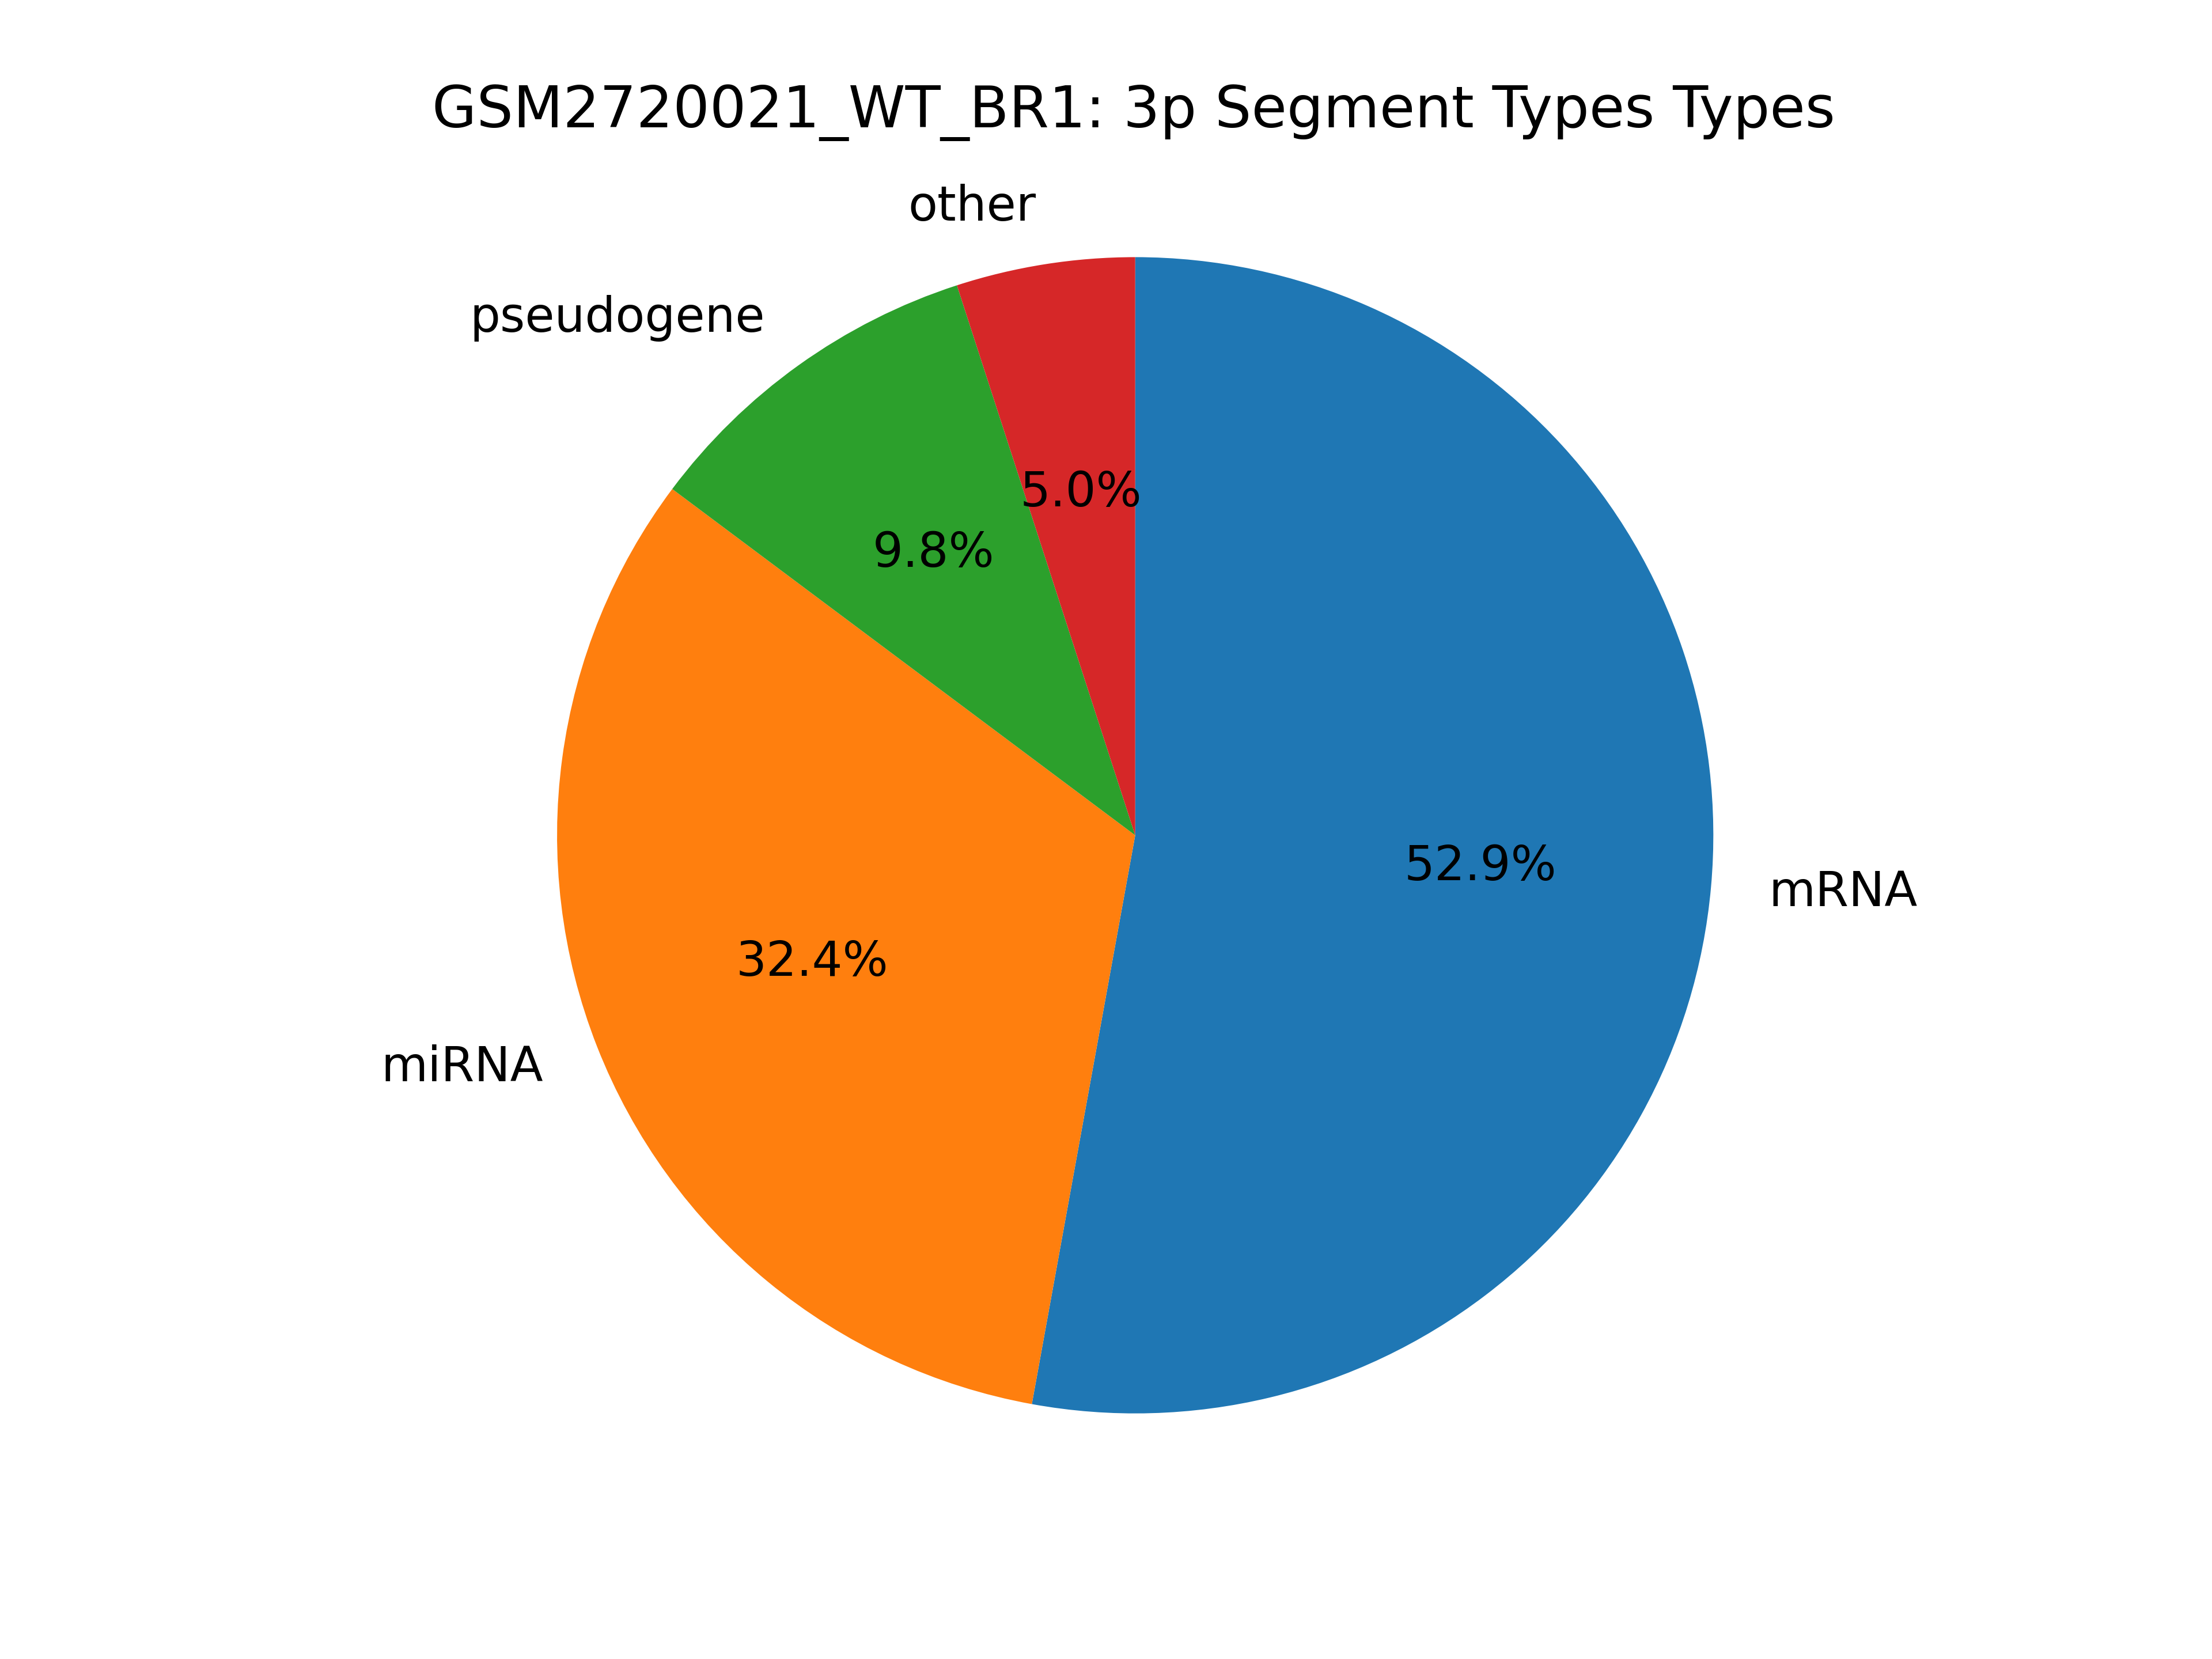 GSM2720021_WT_BR1: 3p Segment Types Types
other
pseudogene
5.0%
9.8%
52.9%
mRNA
32.4%
miRNA